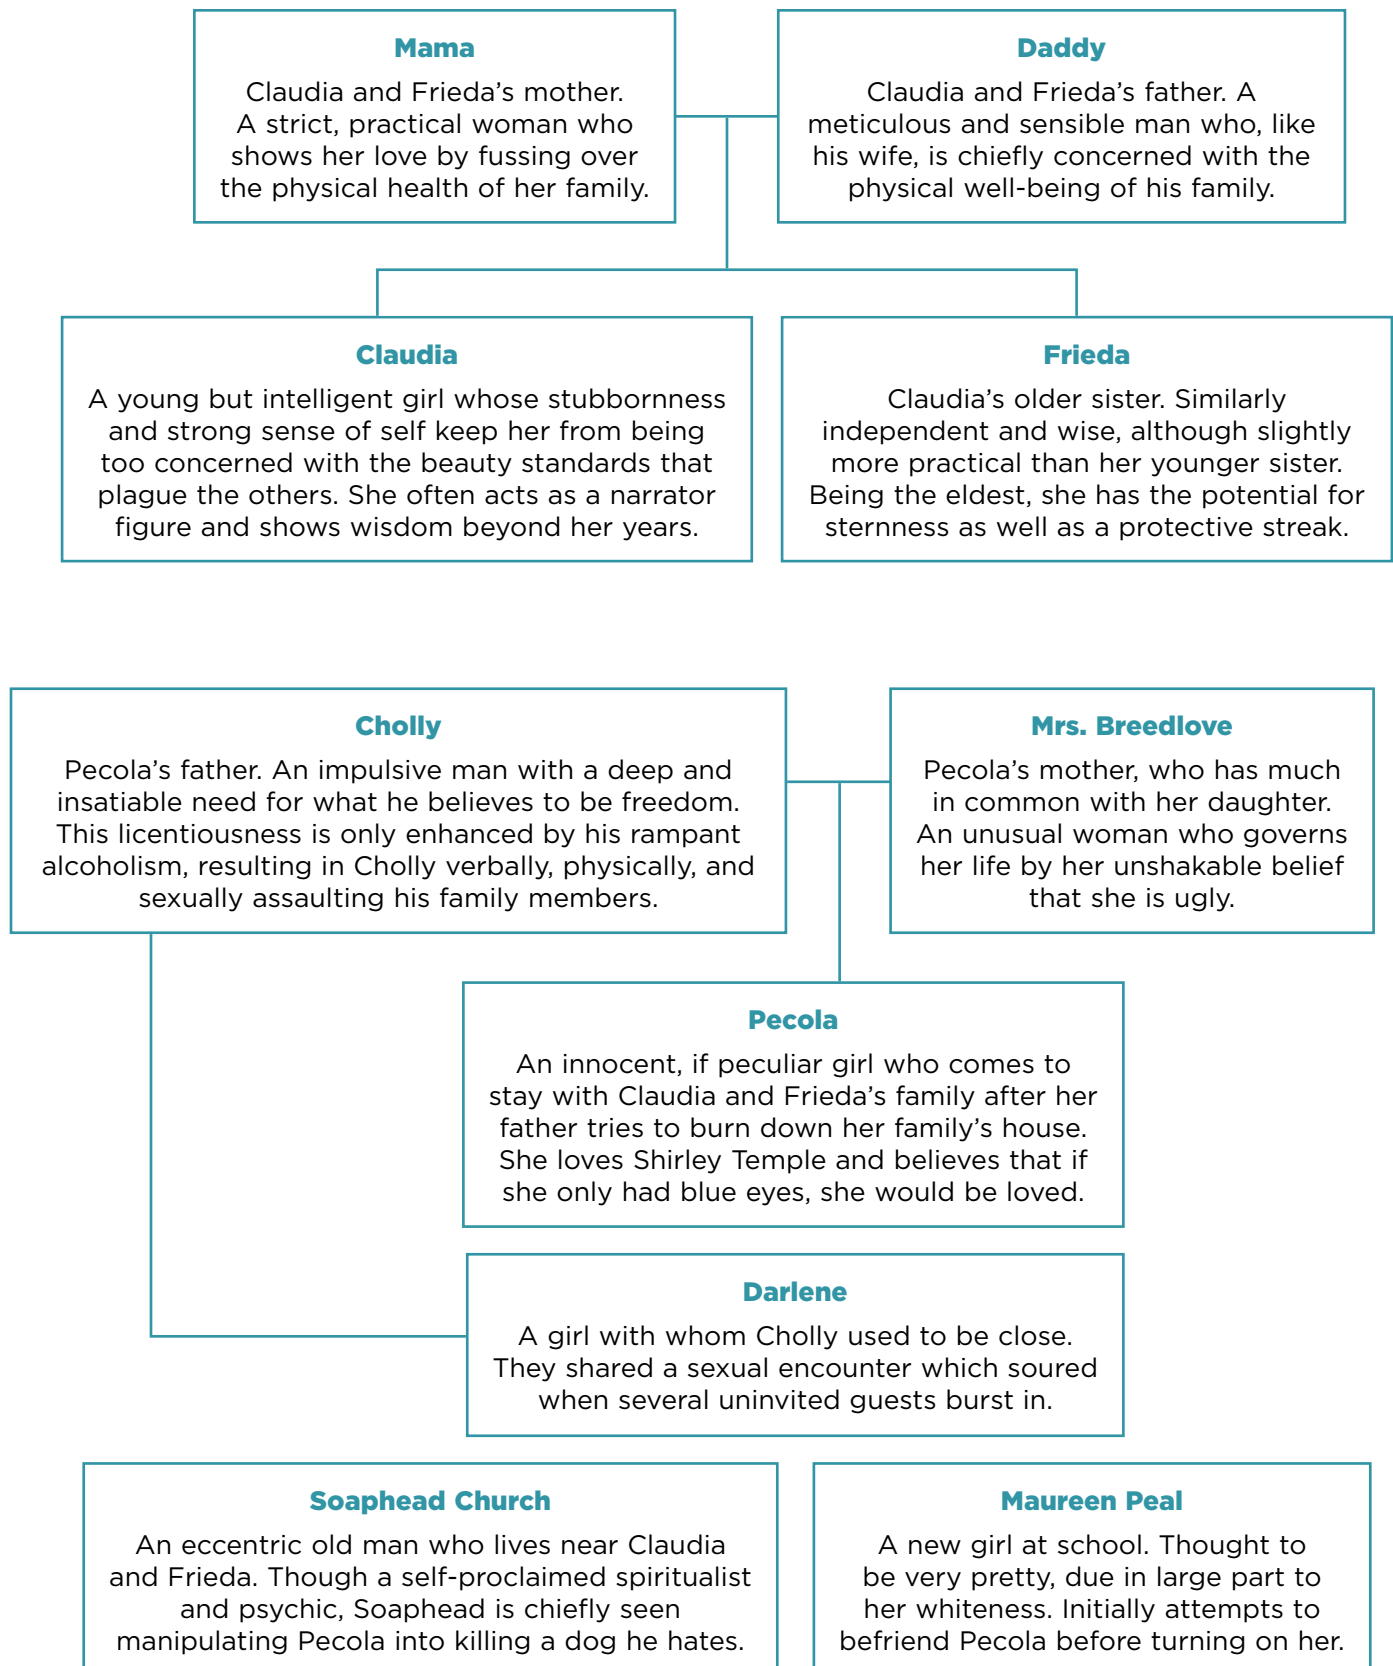 Mama
Claudia and Frieda’s mother.
A strict, practical woman who
shows her love by fussing over
the physical health of her family.
Daddy
Claudia and Frieda’s father. A
meticulous and sensible man who, like
his wife, is chiefly concerned with the
physical well-being of his family.
Claudia
A young but intelligent girl whose stubbornness
and strong sense of self keep her from being
too concerned with the beauty standards that
plague the others. She often acts as a narrator
figure and shows wisdom beyond her years.
Frieda
Claudia’s older sister. Similarly
independent and wise, although slightly
more practical than her younger sister.
Being the eldest, she has the potential for
sternness as well as a protective streak.
Cholly
Pecola’s father. An impulsive man with a deep and
insatiable need for what he believes to be freedom.
This licentiousness is only enhanced by his rampant
alcoholism, resulting in Cholly verbally, physically, and
sexually assaulting his family members.
Mrs. Breedlove
Pecola’s mother, who has much
in common with her daughter.
An unusual woman who governs
her life by her unshakable belief
that she is ugly.
Pecola
An innocent, if peculiar girl who comes to
stay with Claudia and Frieda’s family after her
father tries to burn down her family’s house.
She loves Shirley Temple and believes that if
she only had blue eyes, she would be loved.
Darlene
A girl with whom Cholly used to be close.
They shared a sexual encounter which soured
when several uninvited guests burst in.
Soaphead Church
An eccentric old man who lives near Claudia
and Frieda. Though a self-proclaimed spiritualist
and psychic, Soaphead is chiefly seen
manipulating Pecola into killing a dog he hates.
Maureen Peal
A new girl at school. Thought to
be very pretty, due in large part to
her whiteness. Initially attempts to
befriend Pecola before turning on her.